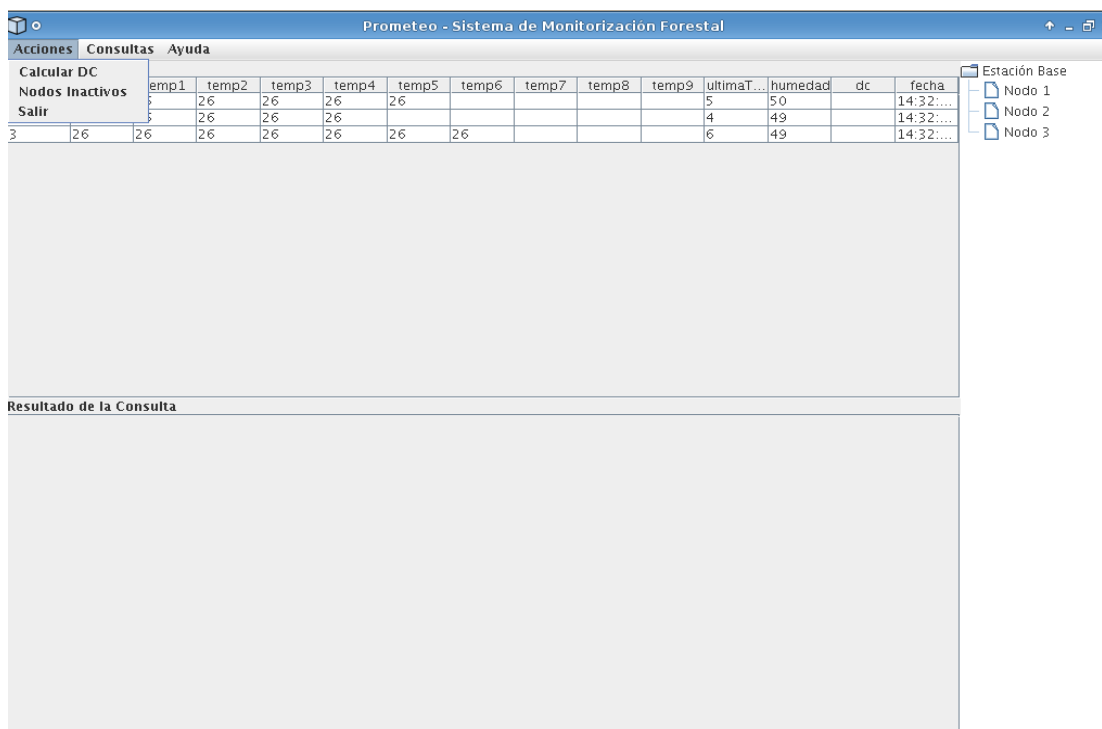 Prometeo - Sistema de Monitorización Forestal
Acciones Consultas Ayuda
Calcular DC
Nodos Inactivos
Salir
temp2 temp3 temp4 temp5 temp6 temp7 temp8 temp9 ultimaT... humedad dc fecha
26 26 26 26 5 50 14:32:...
26 26 26 4 49 14:32:...
3 26 26 26 26 26 26 26 6 49 14:32:...
Estación Base
Nodo 1
Nodo 2
Nodo 3
Resultado de la Consulta